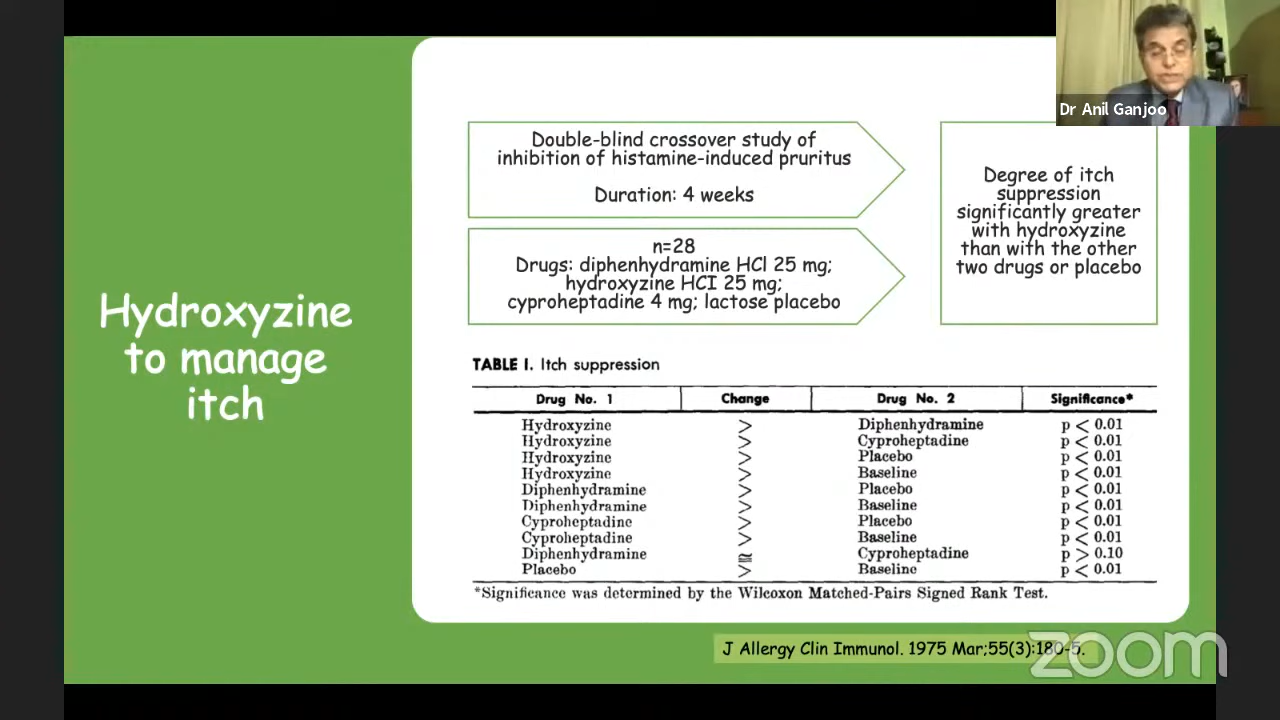 Dr Anil Ganjoo
Hydroxyzine
to manage
itch
Double-blind crossover study of
inhibition of histamine-induced pruritus
Duration: 4 weeks
n=28
Drugs: diphenhydramine HCl 25 mg;
hydroxyzine HCI 25 mg;
cyproheptadine 4 mg; lactose placebo
Degree of itch
suppression
significantly greater
with hydroxyzine
than with the other
two drugs or placebo
TABLE I. Itch suppression
Drug No. 1 Change Drug No. 2 Significance*
Hydroxyzine > Diphenhydramine p < 0.01
Hydroxyzine > Cyproheptadine p < 0.01
Hydroxyzine > Placebo p < 0.01
Hydroxyzine > Baseline p < 0.01
Diphenhydramine > Placebo p < 0.01
Diphenhydramine > Baseline p < 0.01
Cyproheptadine > Placebo p < 0.01
Cyproheptadine > Baseline p < 0.01
Diphenhydramine ≅ Cyproheptadine p > 0.10
Placebo > Baseline p < 0.01
*Significance was determined by the Wilcoxon Matched-Pairs Signed Rank Test.
J Allergy Clin Immunol. 1975 Mar;55(3):180-5.
zoom